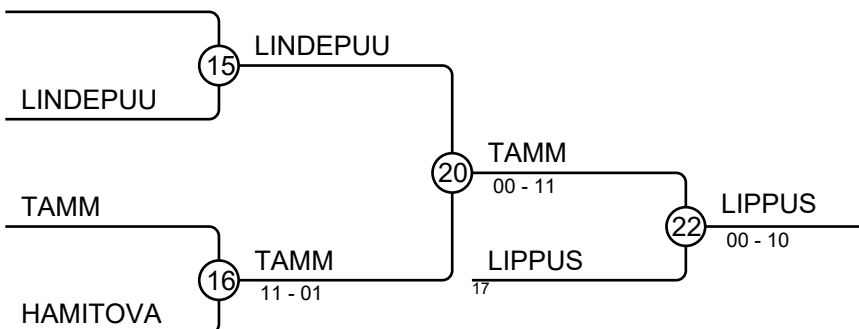 LINDEPUU
15
LINDEPUU
TAMM
20
00 - 11
LIPPUS
22
00 - 10
TAMM
TAMM
16
11 - 01
LIPPUS
17
HAMITOVA